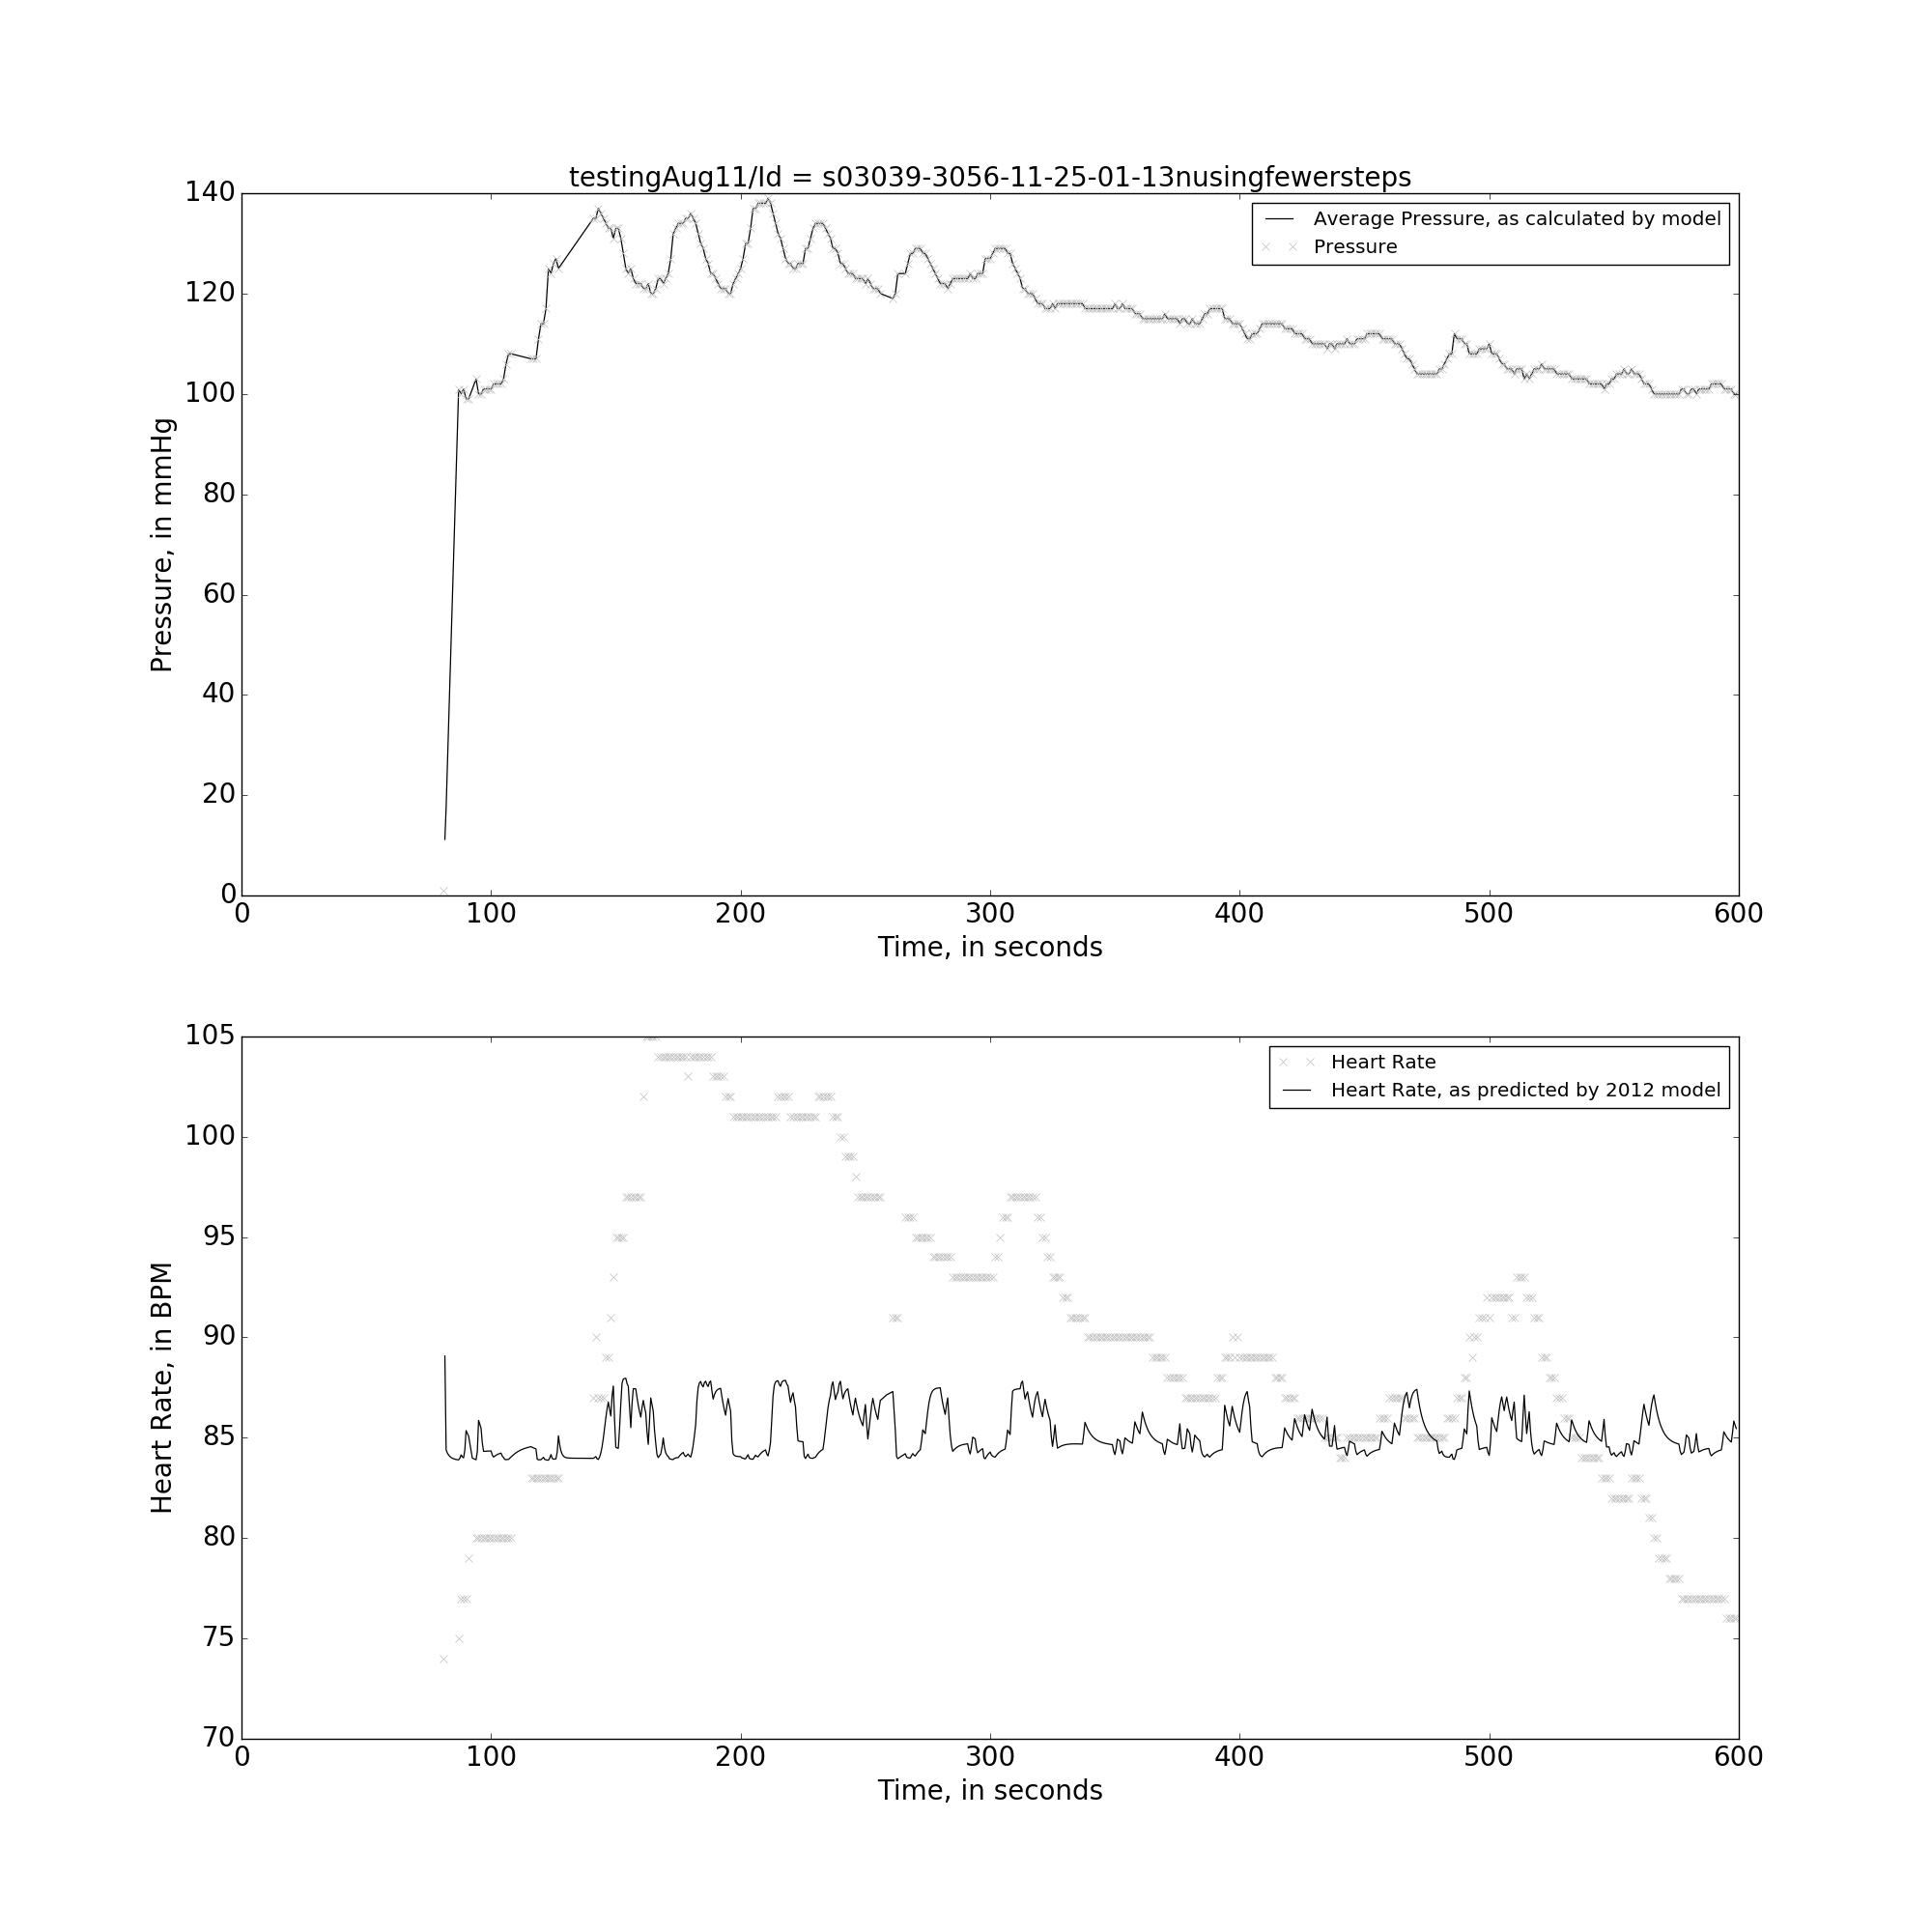 testingAug11/Id = s03039-3056-11-25-01-13nusingfewersteps
140
120
100
80
60
40
20
0
Pressure, in mmHg
Average Pressure, as calculated by model
Pressure
0 100 200 300 400 500 600
Time, in seconds
105
100
95
90
85
80
75
70
Heart Rate, in BPM
Heart Rate
Heart Rate, as predicted by 2012 model
0 100 200 300 400 500 600
Time, in seconds